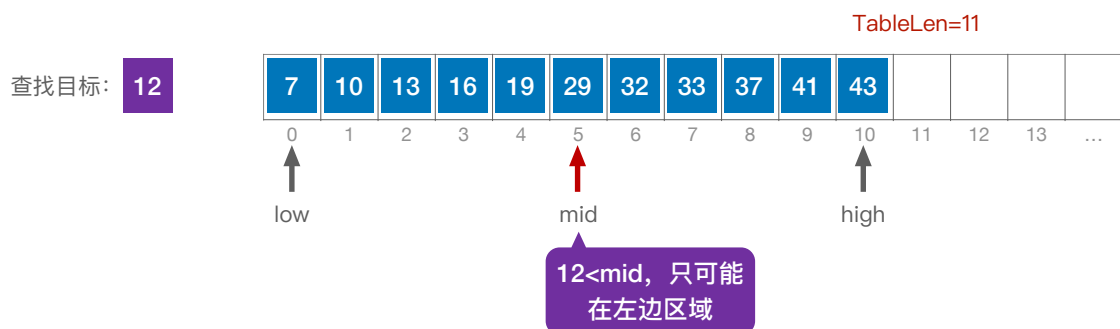 TableLen=11
查找目标： 12
7 10 13 16 19 29 32 33 37 41 43
0 1 2 3 4 5 6 7 8 9 10 11 12 13 ...
low mid high
12<mid，只可能
在左边区域